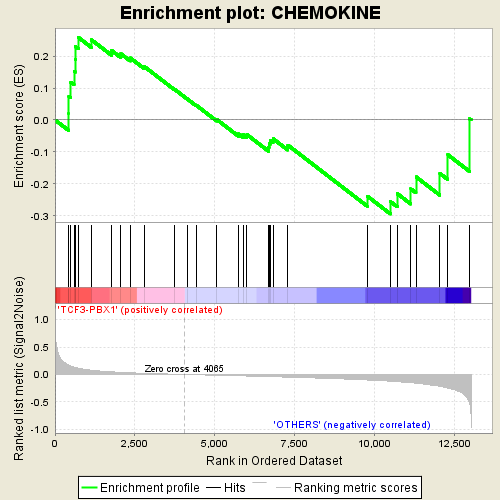 Enrichment plot: CHEMOKINE
Enrichment score (ES)
0.2
0.1
0.0
-0.1
-0.2
-0.3
'TCF3-PBX1' (positively correlated)
Ranked list metric (Signal2Noise)
1.0
0.5
0.0
-0.5
-1.0
Zero cross at 4065
'OTHERS' (negatively correlated)
0 2,500 5,000 7,500 10,000 12,500
Rank in Ordered Dataset
Enrichment profile Hits Ranking metric scores